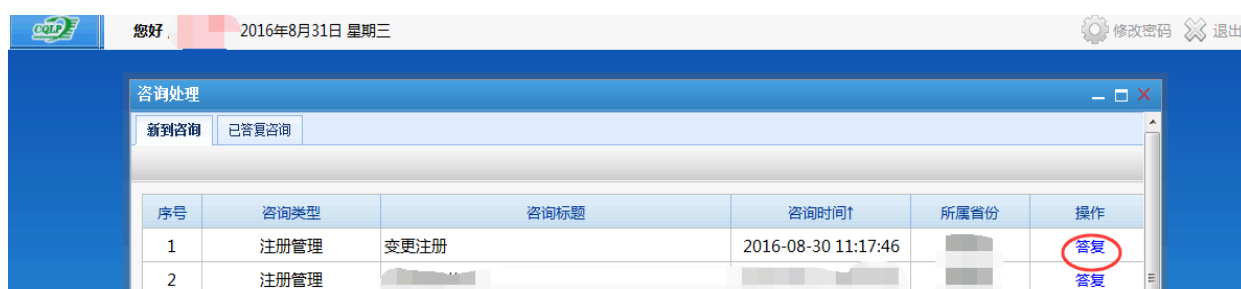 CQLP 您好, 2016年8月31日 星期三 修改密码 退出
咨询处理
新到咨询 已答复咨询
序号 咨询类型 咨询标题 咨询时间↑ 所属省份 操作
1 注册管理 变更注册 2016-08-30 11:17:46 答复
2 注册管理 答复